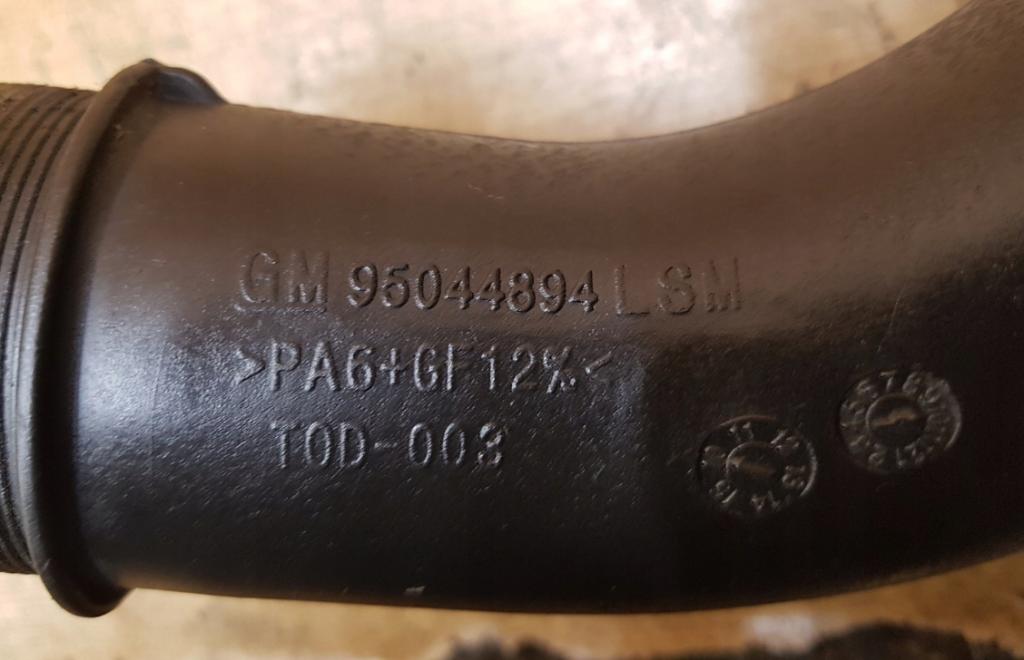 GM 95044894 LSM
>PA6+GF12%<
TOD-003